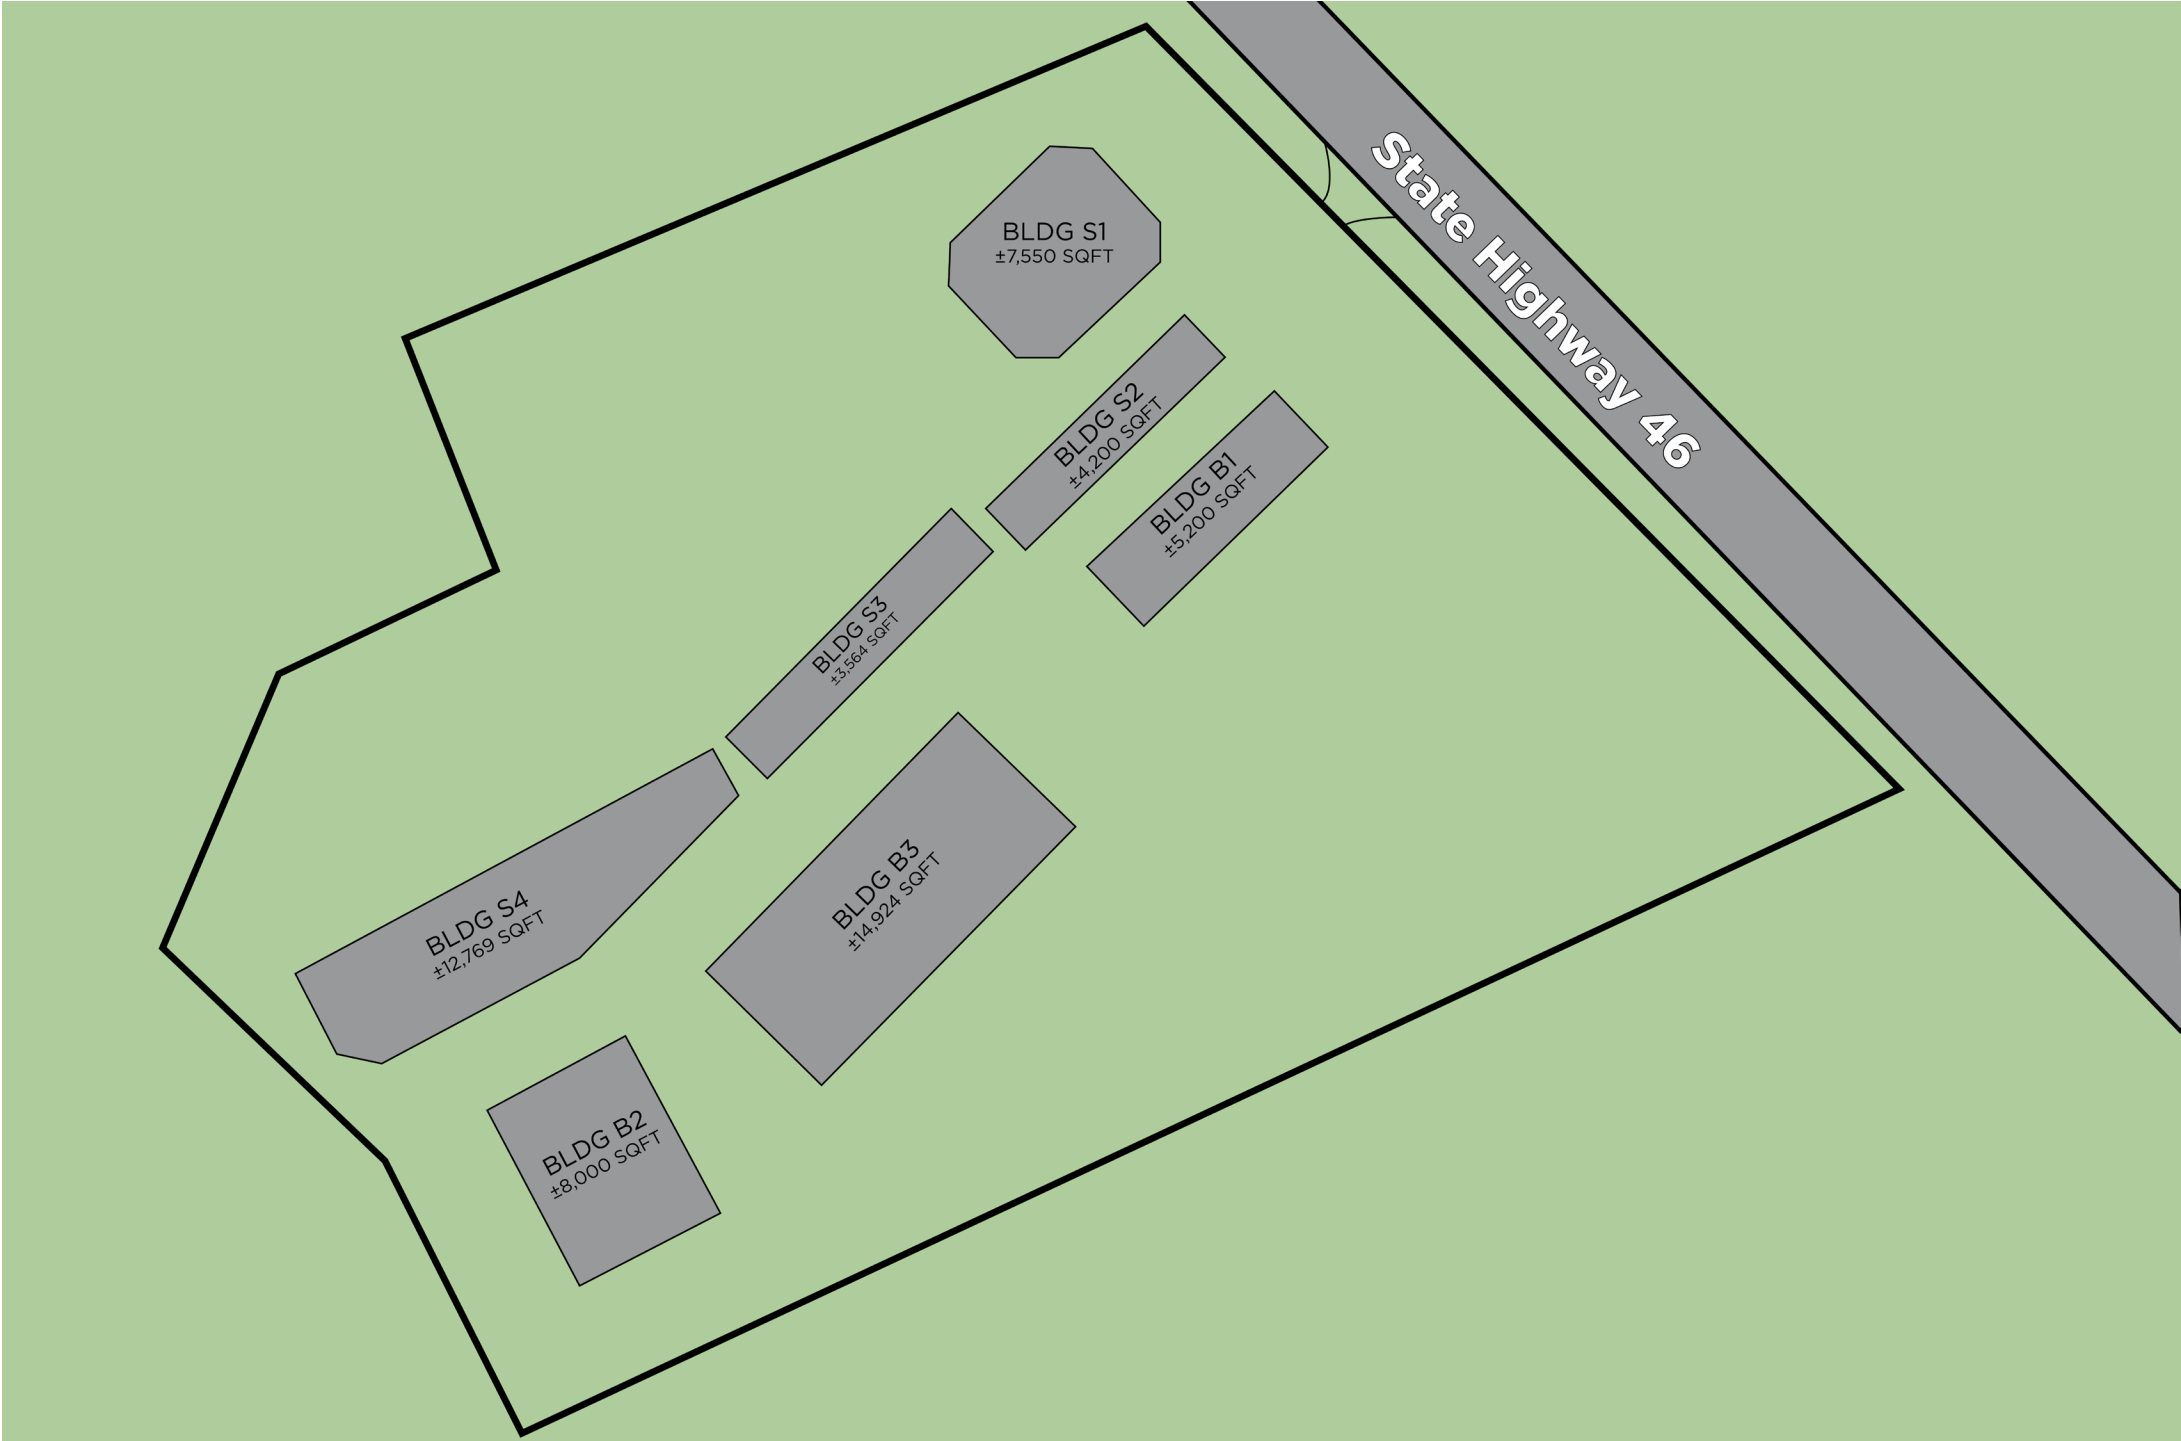 State Highway 46
BLDG S1
±7,550 SQFT
BLDG S2
±4,200 SQFT
BLDG B1
±5,200 SQFT
BLDG S3
±3,564 SQFT
BLDG B3
±14,924 SQFT
BLDG S4
±12,769 SQFT
BLDG B2
±8,000 SQFT